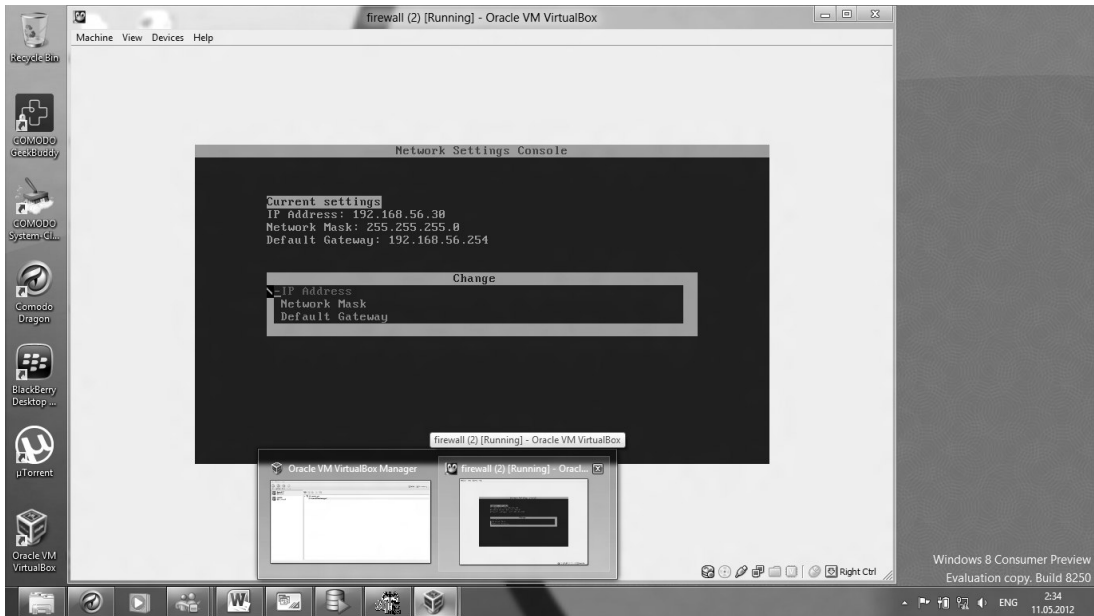 firewall (2) [Running] - Oracle VM VirtualBox
Machine View Devices Help
Recycle Bin
COMODO
GeekBuddy
COMODO
System-Cl...
Comodo
Dragon
BlackBerry
Desktop ...
µTorrent
Oracle VM
VirtualBox
Network Settings Console
Current settings
IP Address: 192.168.56.30
Network Mask: 255.255.255.0
Default Gateway: 192.168.56.254
Change
IP Address
Network Mask
Default Gateway
firewall (2) [Running] - Oracle VM VirtualBox
Oracle VM VirtualBox Manager
firewall (2) [Running] - Oracl...
Right Ctrl
Windows 8 Consumer Preview
Evaluation copy. Build 8250
ENG
2:34
11.05.2012